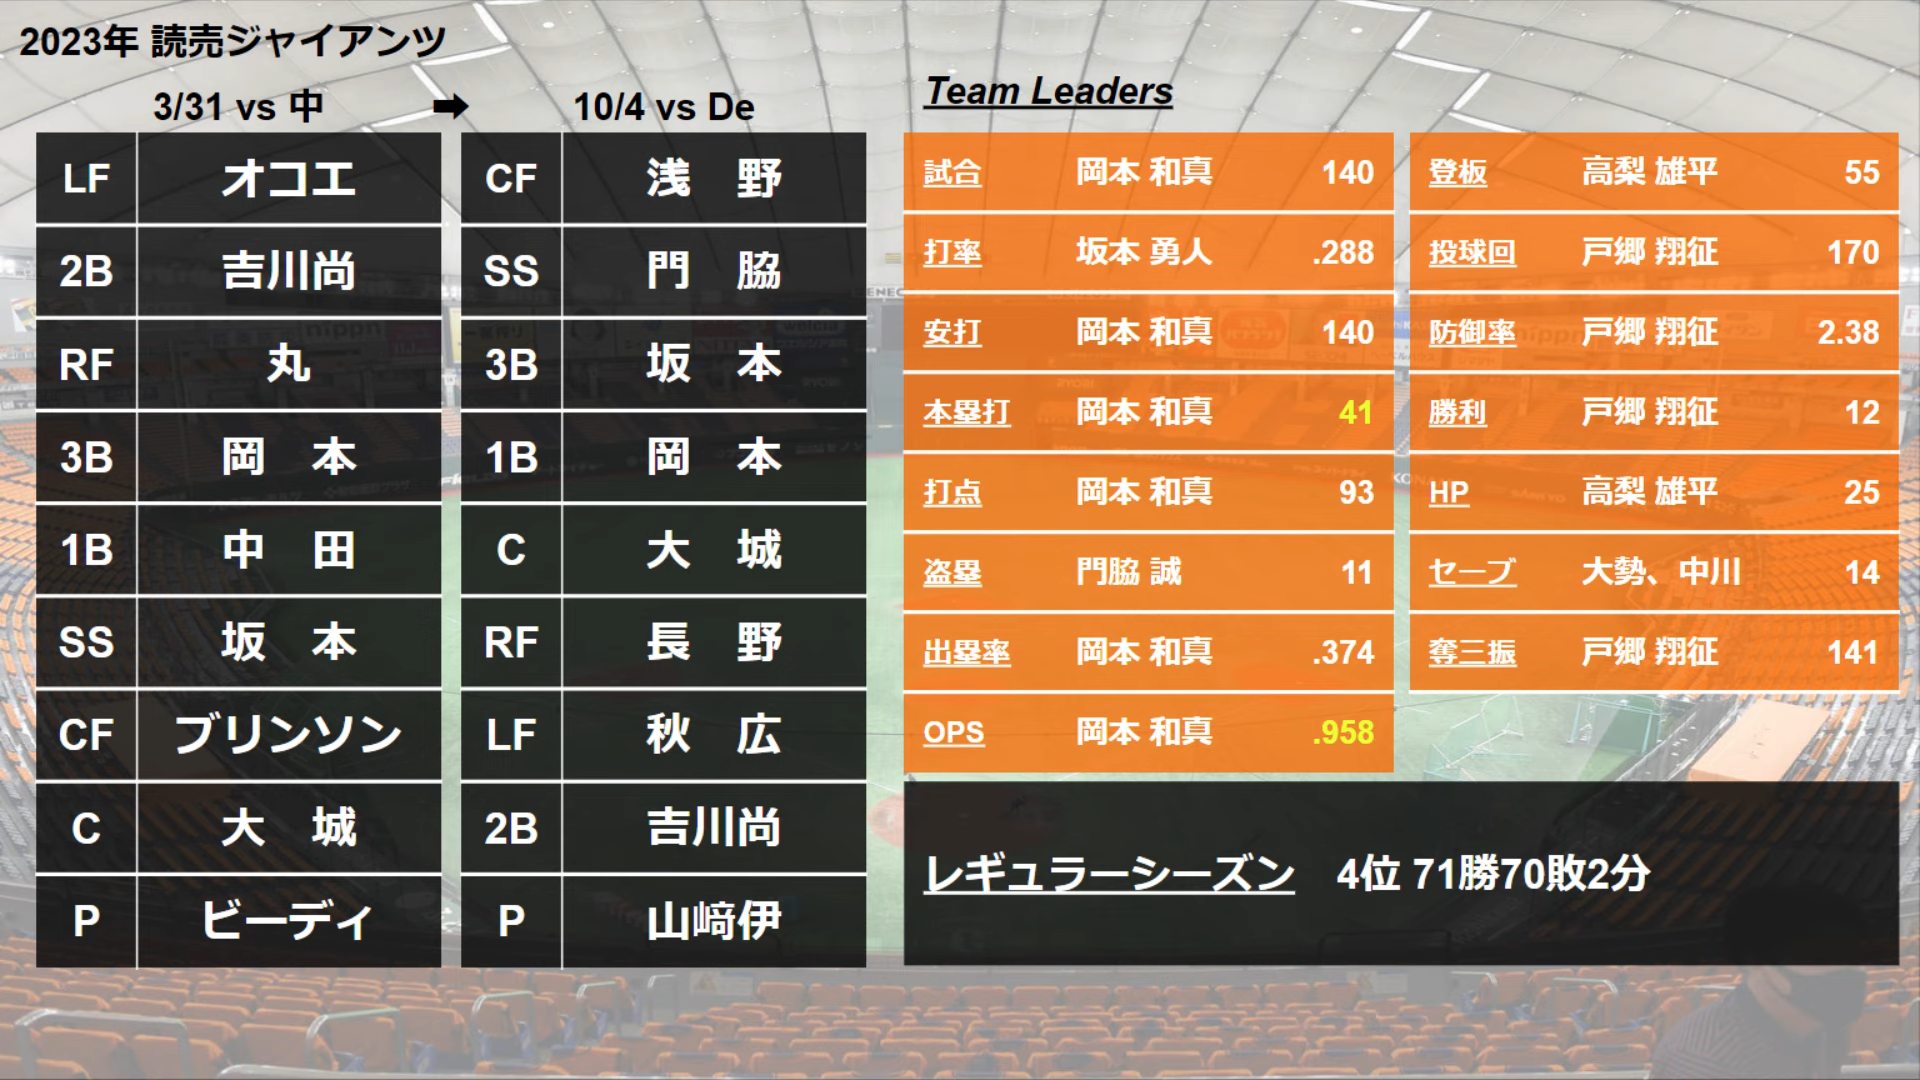 2023年 読売ジャイアンツ
3/31 vs 中 ➡ 10/4 vs De
LF オコエ
2B 吉川尚
RF 丸
3B 岡 本
1B 中 田
SS 坂 本
CF ブリンソン
C 大 城
P ビーディ
CF 浅 野
SS 門 脇
3B 坂 本
1B 岡 本
C 大 城
RF 長 野
LF 秋 広
2B 吉川尚
P 山﨑伊
Team Leaders
試合 岡本 和真 140
打率 坂本 勇人 .288
安打 岡本 和真 140
本塁打 岡本 和真 41
打点 岡本 和真 93
盗塁 門脇 誠 11
出塁率 岡本 和真 .374
OPS 岡本 和真 .958
登板 高梨 雄平 55
投球回 戸郷 翔征 170
防御率 戸郷 翔征 2.38
勝利 戸郷 翔征 12
HP 高梨 雄平 25
セーブ 大勢、中川 14
奪三振 戸郷 翔征 141
レギュラーシーズン 4位 71勝70敗2分